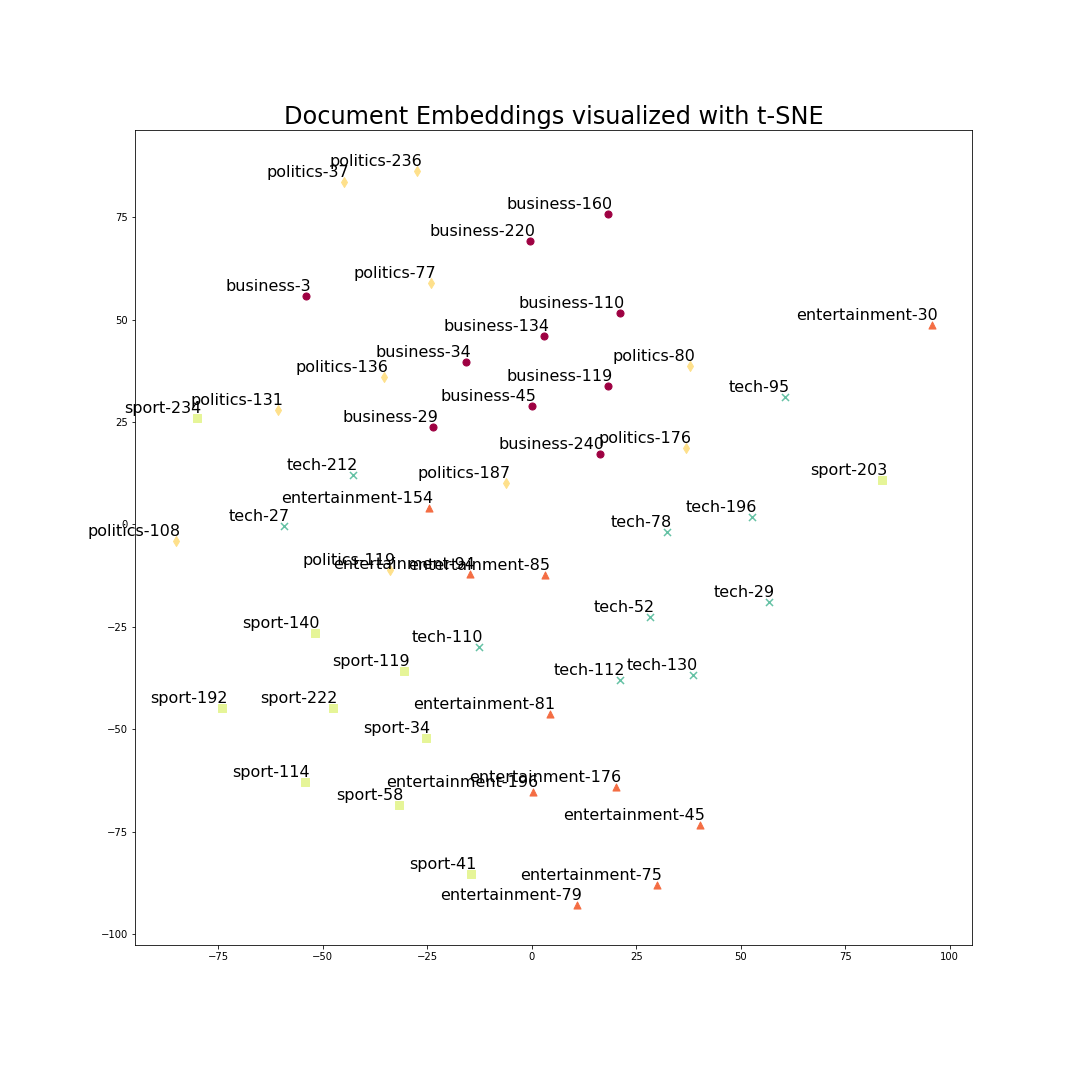 Document Embeddings visualized with t-SNE
politics-236
politics-37
business-160
business-220
75
politics-77
business-3
business-110
entertainment-30
50
business-134
business-34
politics-80
politics-136
business-119
tech-95
business-45
politics-131
sport-234
25
business-29
politics-176
business-240
tech-212
sport-203
politics-187
entertainment-154
tech-196
tech-27
tech-78
0
politics-108
politics-119
entertainment-94
entertainment-85
tech-29
tech-52
−25
sport-140
tech-110
sport-119
tech-130
tech-112
sport-192
sport-222
entertainment-81
−50
sport-34
sport-114
entertainment-176
entertainment-196
sport-58
entertainment-45
−75
sport-41
entertainment-75
entertainment-79
−100
−75 −50 −25 0 25 50 75 100